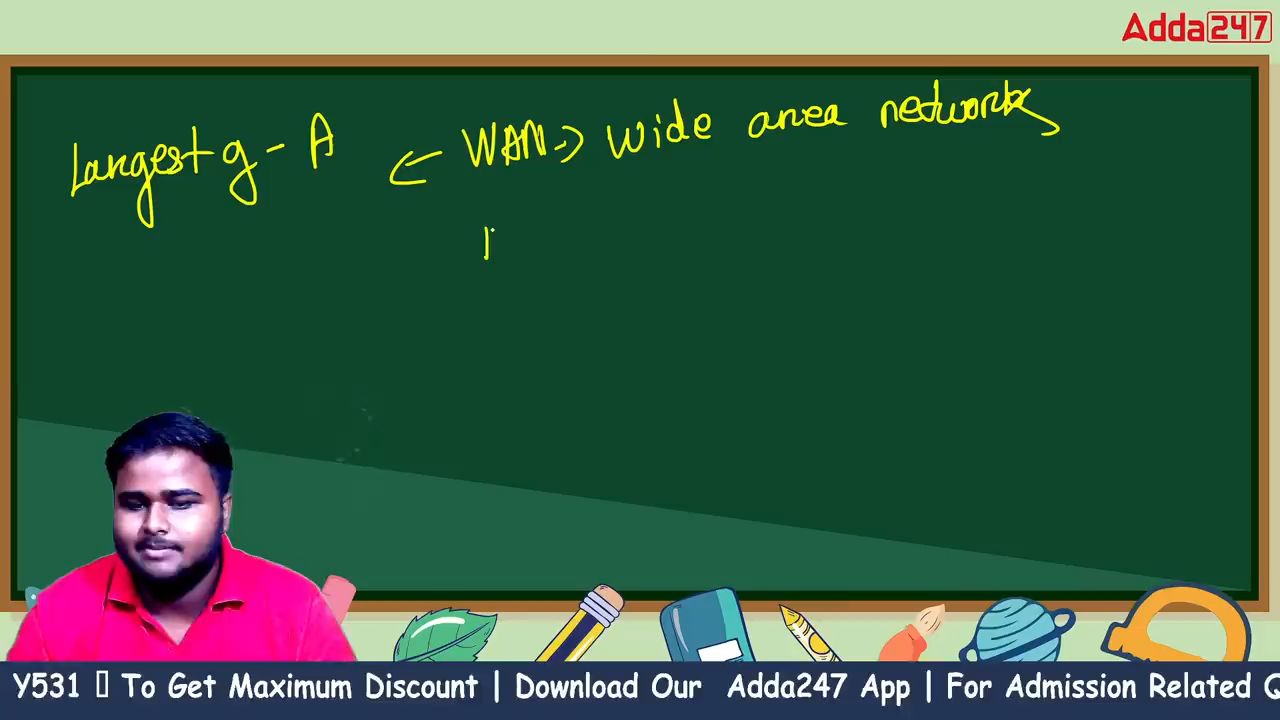 Adda247
Largest g - A ← WAN → wide area network
Y531 To Get Maximum Discount | Download Our Adda247 App | For Admission Related Q